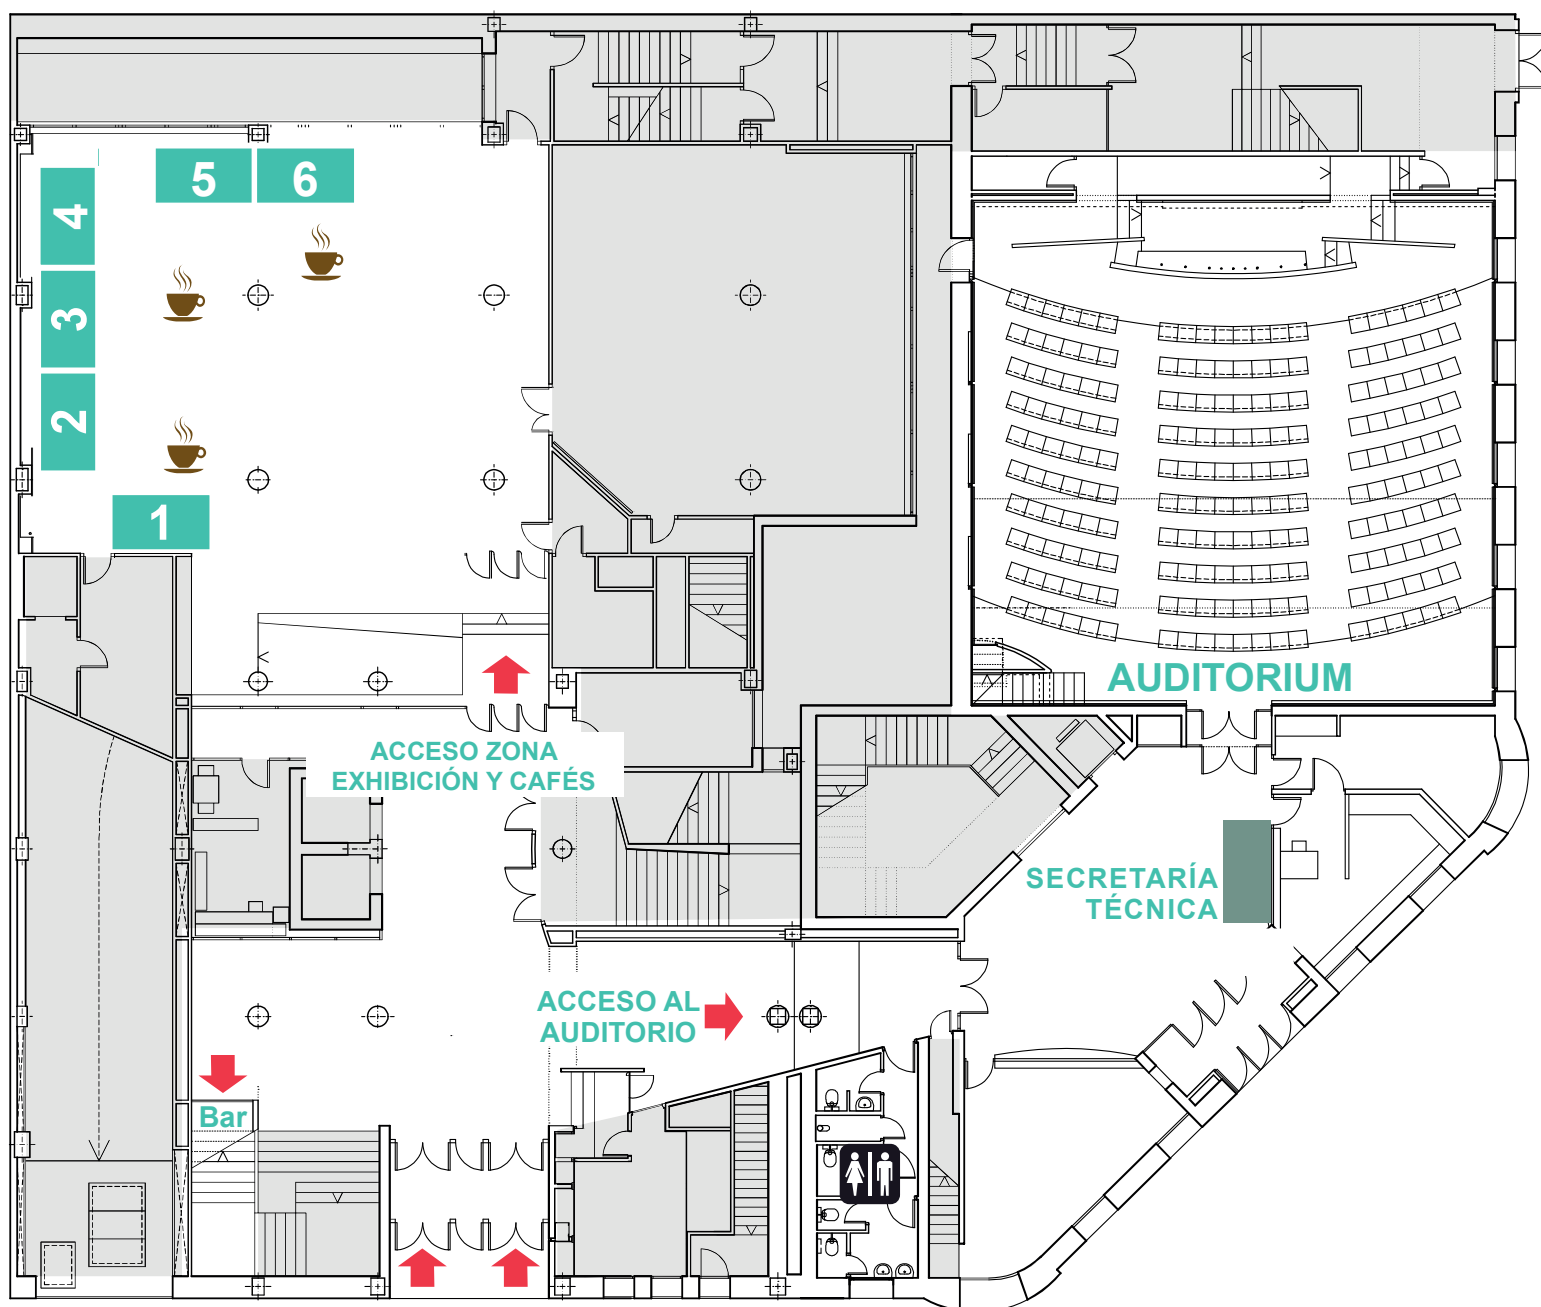 5
6
4
3
2
1
AUDITORIUM
ACCESO ZONA
EXHIBICIÓN Y CAFÉS
SECRETARÍA
TÉCNICA
ACCESO AL
AUDITORIO
Bar